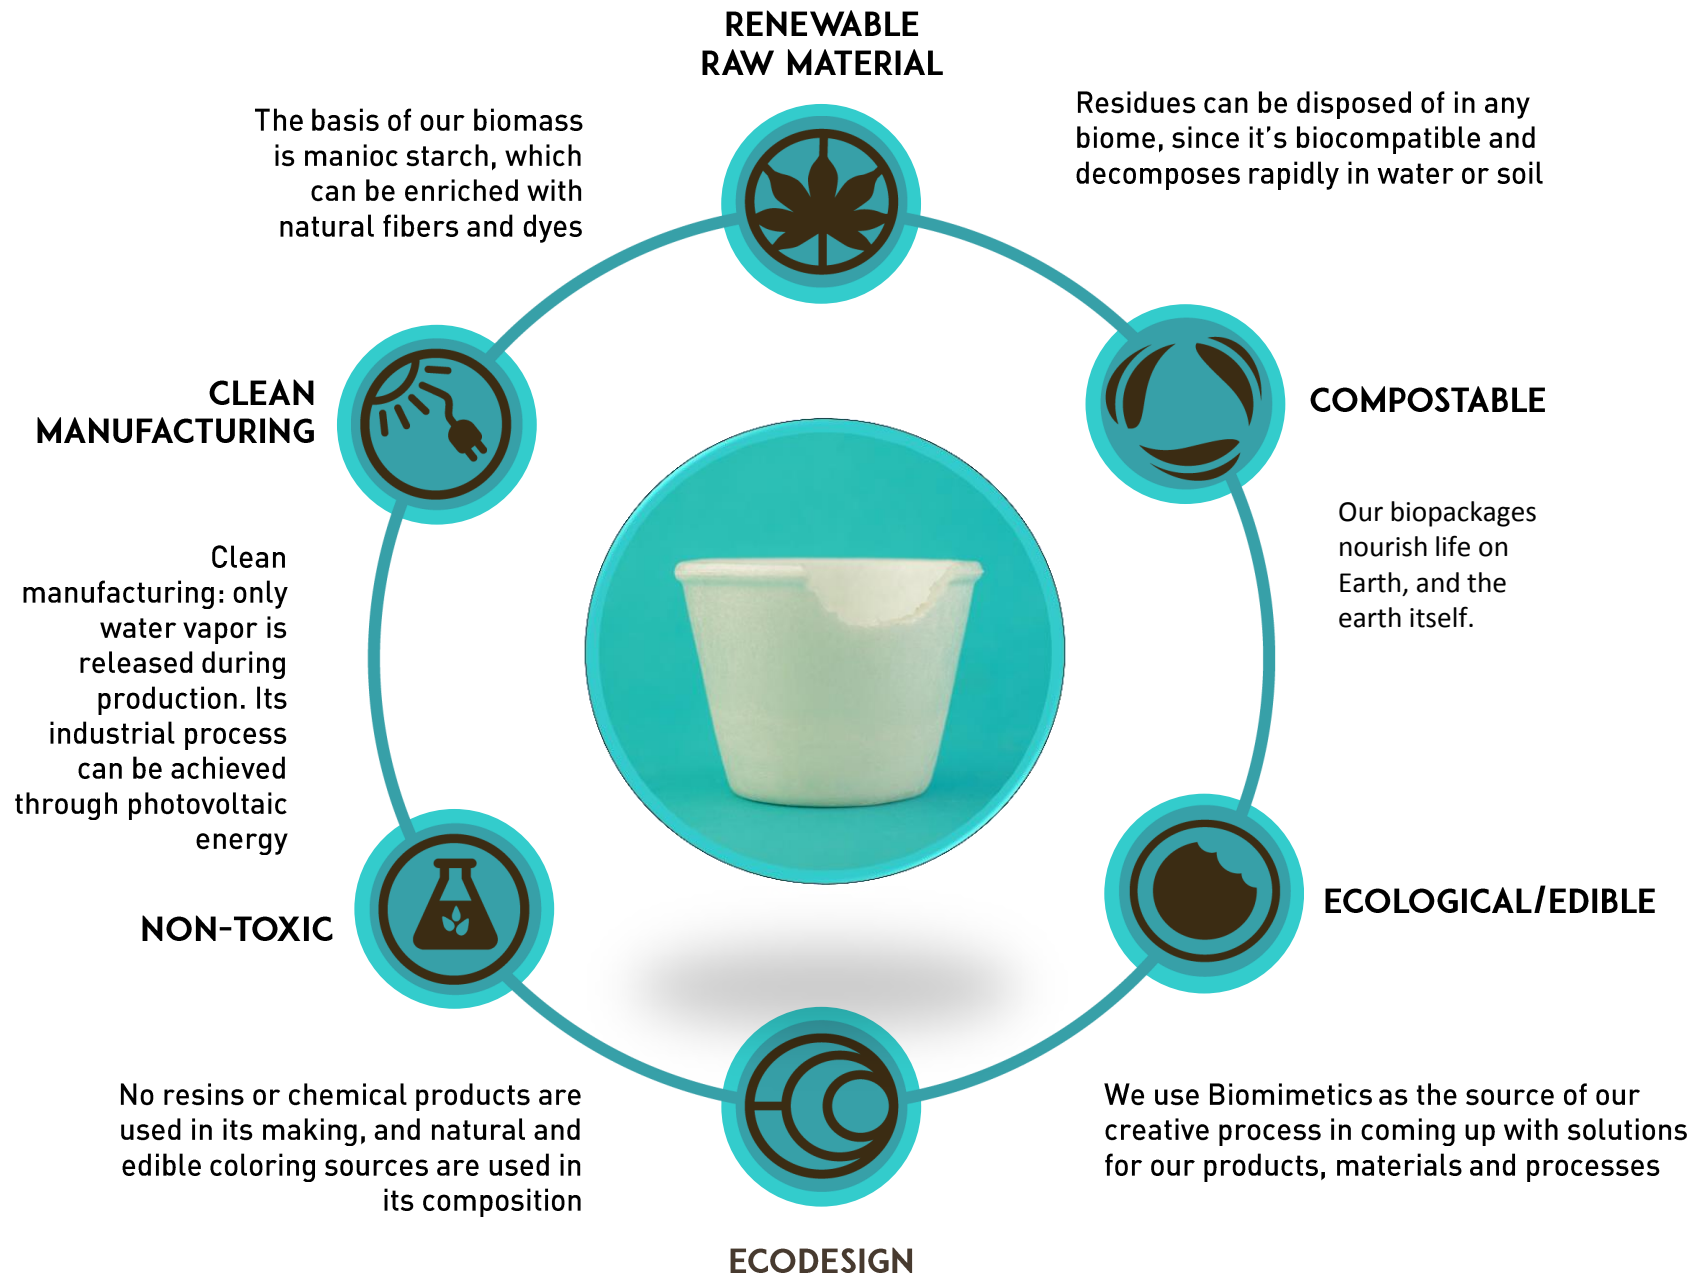 RENEWABLE
RAW MATERIAL
The basis of our biomass
is manioc starch, which
can be enriched with
natural fibers and dyes
Residues can be disposed of in any
biome, since it's biocompatible and
decomposes rapidly in water or soil
CLEAN
MANUFACTURING
COMPOSTABLE
Clean
manufacturing: only
water vapor is
released during
production. Its
industrial process
can be achieved
through photovoltaic
energy
Our biopackages
nourish life on
Earth, and the
earth itself.
NON-TOXIC
ECOLOGICAL/EDIBLE
No resins or chemical products are
used in its making, and natural and
edible coloring sources are used in
its composition
We use Biomimetics as the source of our
creative process in coming up with solutions
for our products, materials and processes
ECODESIGN